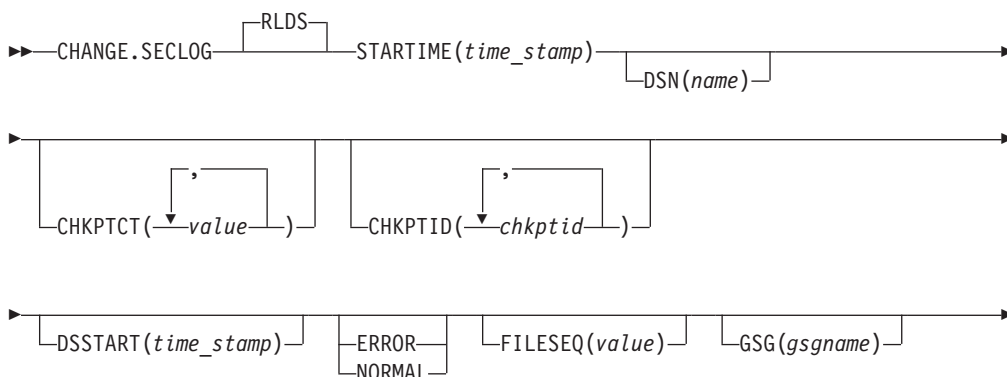 RLDS
CHANGE.SECLOG STARTIME(time_stamp)
DSN(name)
,
,
CHKPTCT( value ) CHKPTID( chkptid )
DSSTART(time_stamp) ERROR FILESEQ(value) GSG(gsgname)
NORMAL